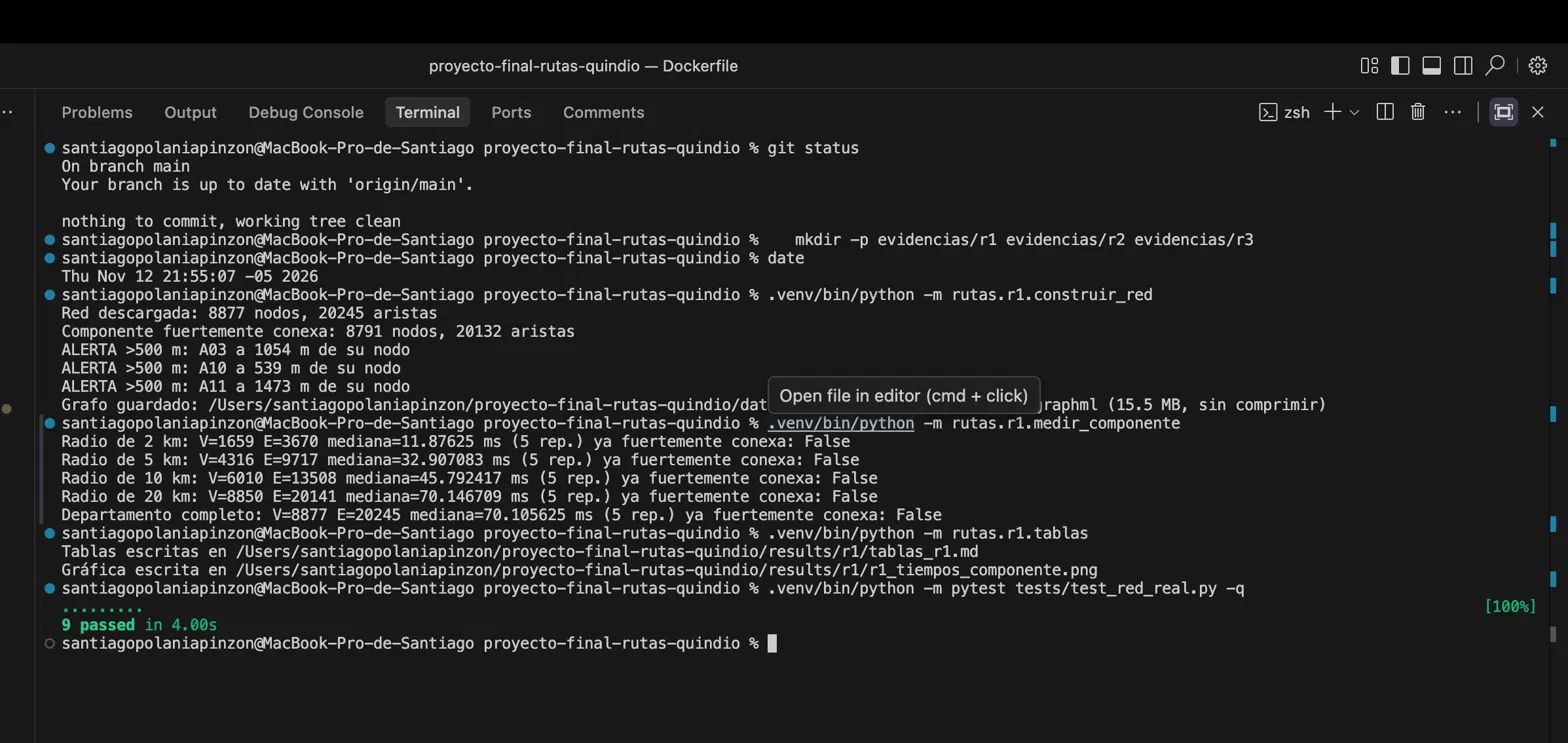 proyecto-final-rutas-quindio — Dockerfile
Problems Output Debug Console Terminal Ports Comments zsh
santiagopolaniapinzon@MacBook-Pro-de-Santiago proyecto-final-rutas-quindio % git status
On branch main
Your branch is up to date with 'origin/main'.
nothing to commit, working tree clean
santiagopolaniapinzon@MacBook-Pro-de-Santiago proyecto-final-rutas-quindio %    mkdir -p evidencias/r1 evidencias/r2 evidencias/r3
santiagopolaniapinzon@MacBook-Pro-de-Santiago proyecto-final-rutas-quindio % date
Thu Nov 12 21:55:07 -05 2026
santiagopolaniapinzon@MacBook-Pro-de-Santiago proyecto-final-rutas-quindio % .venv/bin/python -m rutas.r1.construir_red
Red descargada: 8877 nodos, 20245 aristas
Componente fuertemente conexa: 8791 nodos, 20132 aristas
ALERTA >500 m: A03 a 1054 m de su nodo
ALERTA >500 m: A10 a 539 m de su nodo
ALERTA >500 m: A11 a 1473 m de su nodo
Open file in editor (cmd + click)
Grafo guardado: /Users/santiagopolaniapinzon/proyecto-final-rutas-quindio/dat raphml (15.5 MB, sin comprimir)
santiagopolaniapinzon@MacBook-Pro-de-Santiago proyecto-final-rutas-quindio % .venv/bin/python -m rutas.r1.medir_componente
Radio de 2 km: V=1659 E=3670 mediana=11.87625 ms (5 rep.) ya fuertemente conexa: False
Radio de 5 km: V=4316 E=9717 mediana=32.907083 ms (5 rep.) ya fuertemente conexa: False
Radio de 10 km: V=6010 E=13508 mediana=45.792417 ms (5 rep.) ya fuertemente conexa: False
Radio de 20 km: V=8850 E=20141 mediana=70.146709 ms (5 rep.) ya fuertemente conexa: False
Departamento completo: V=8877 E=20245 mediana=70.105625 ms (5 rep.) ya fuertemente conexa: False
santiagopolaniapinzon@MacBook-Pro-de-Santiago proyecto-final-rutas-quindio % .venv/bin/python -m rutas.r1.tablas
Tablas escritas en /Users/santiagopolaniapinzon/proyecto-final-rutas-quindio/results/r1/tablas_r1.md
Gráfica escrita en /Users/santiagopolaniapinzon/proyecto-final-rutas-quindio/results/r1/r1_tiempos_componente.png
santiagopolaniapinzon@MacBook-Pro-de-Santiago proyecto-final-rutas-quindio % .venv/bin/python -m pytest tests/test_red_real.py -q
......... [100%]
9 passed in 4.00s
santiagopolaniapinzon@MacBook-Pro-de-Santiago proyecto-final-rutas-quindio %